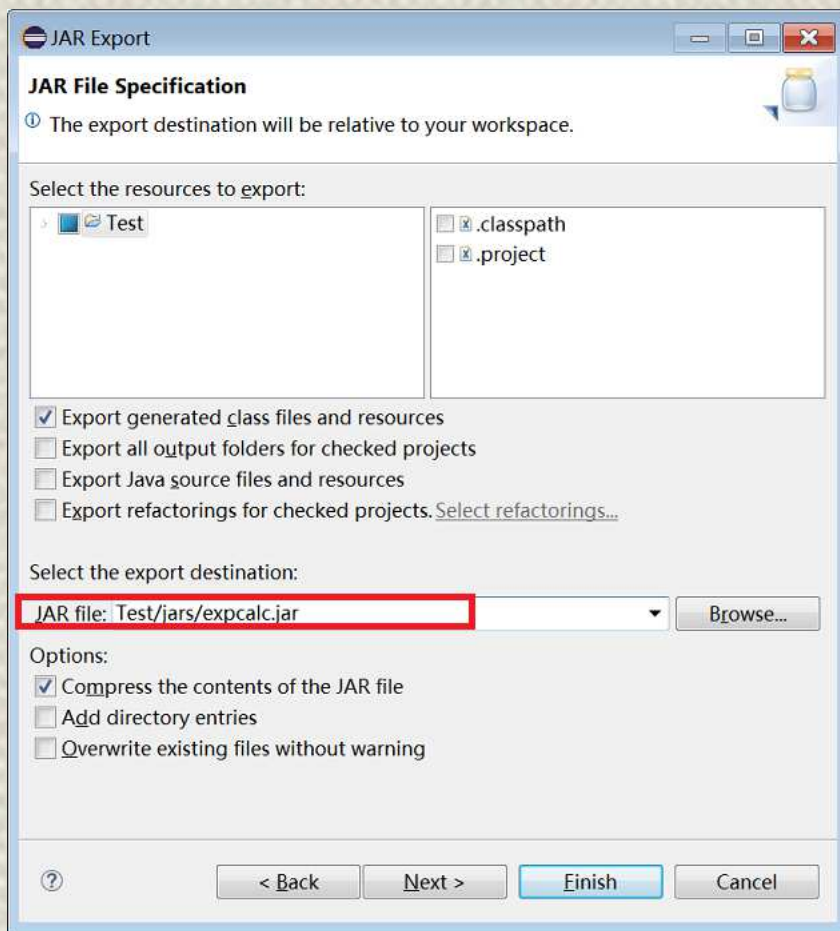 JAR Export
JAR File Specification
The export destination will be relative to your workspace.
Select the resources to export:
Test
.classpath
.project
Export generated class files and resources
Export all output folders for checked projects
Export Java source files and resources
Export refactorings for checked projects. Select refactorings...
Select the export destination:
JAR file: Test/jars/expcalc.jar Browse...
Options:
Compress the contents of the JAR file
Add directory entries
Overwrite existing files without warning
< Back Next > Finish Cancel